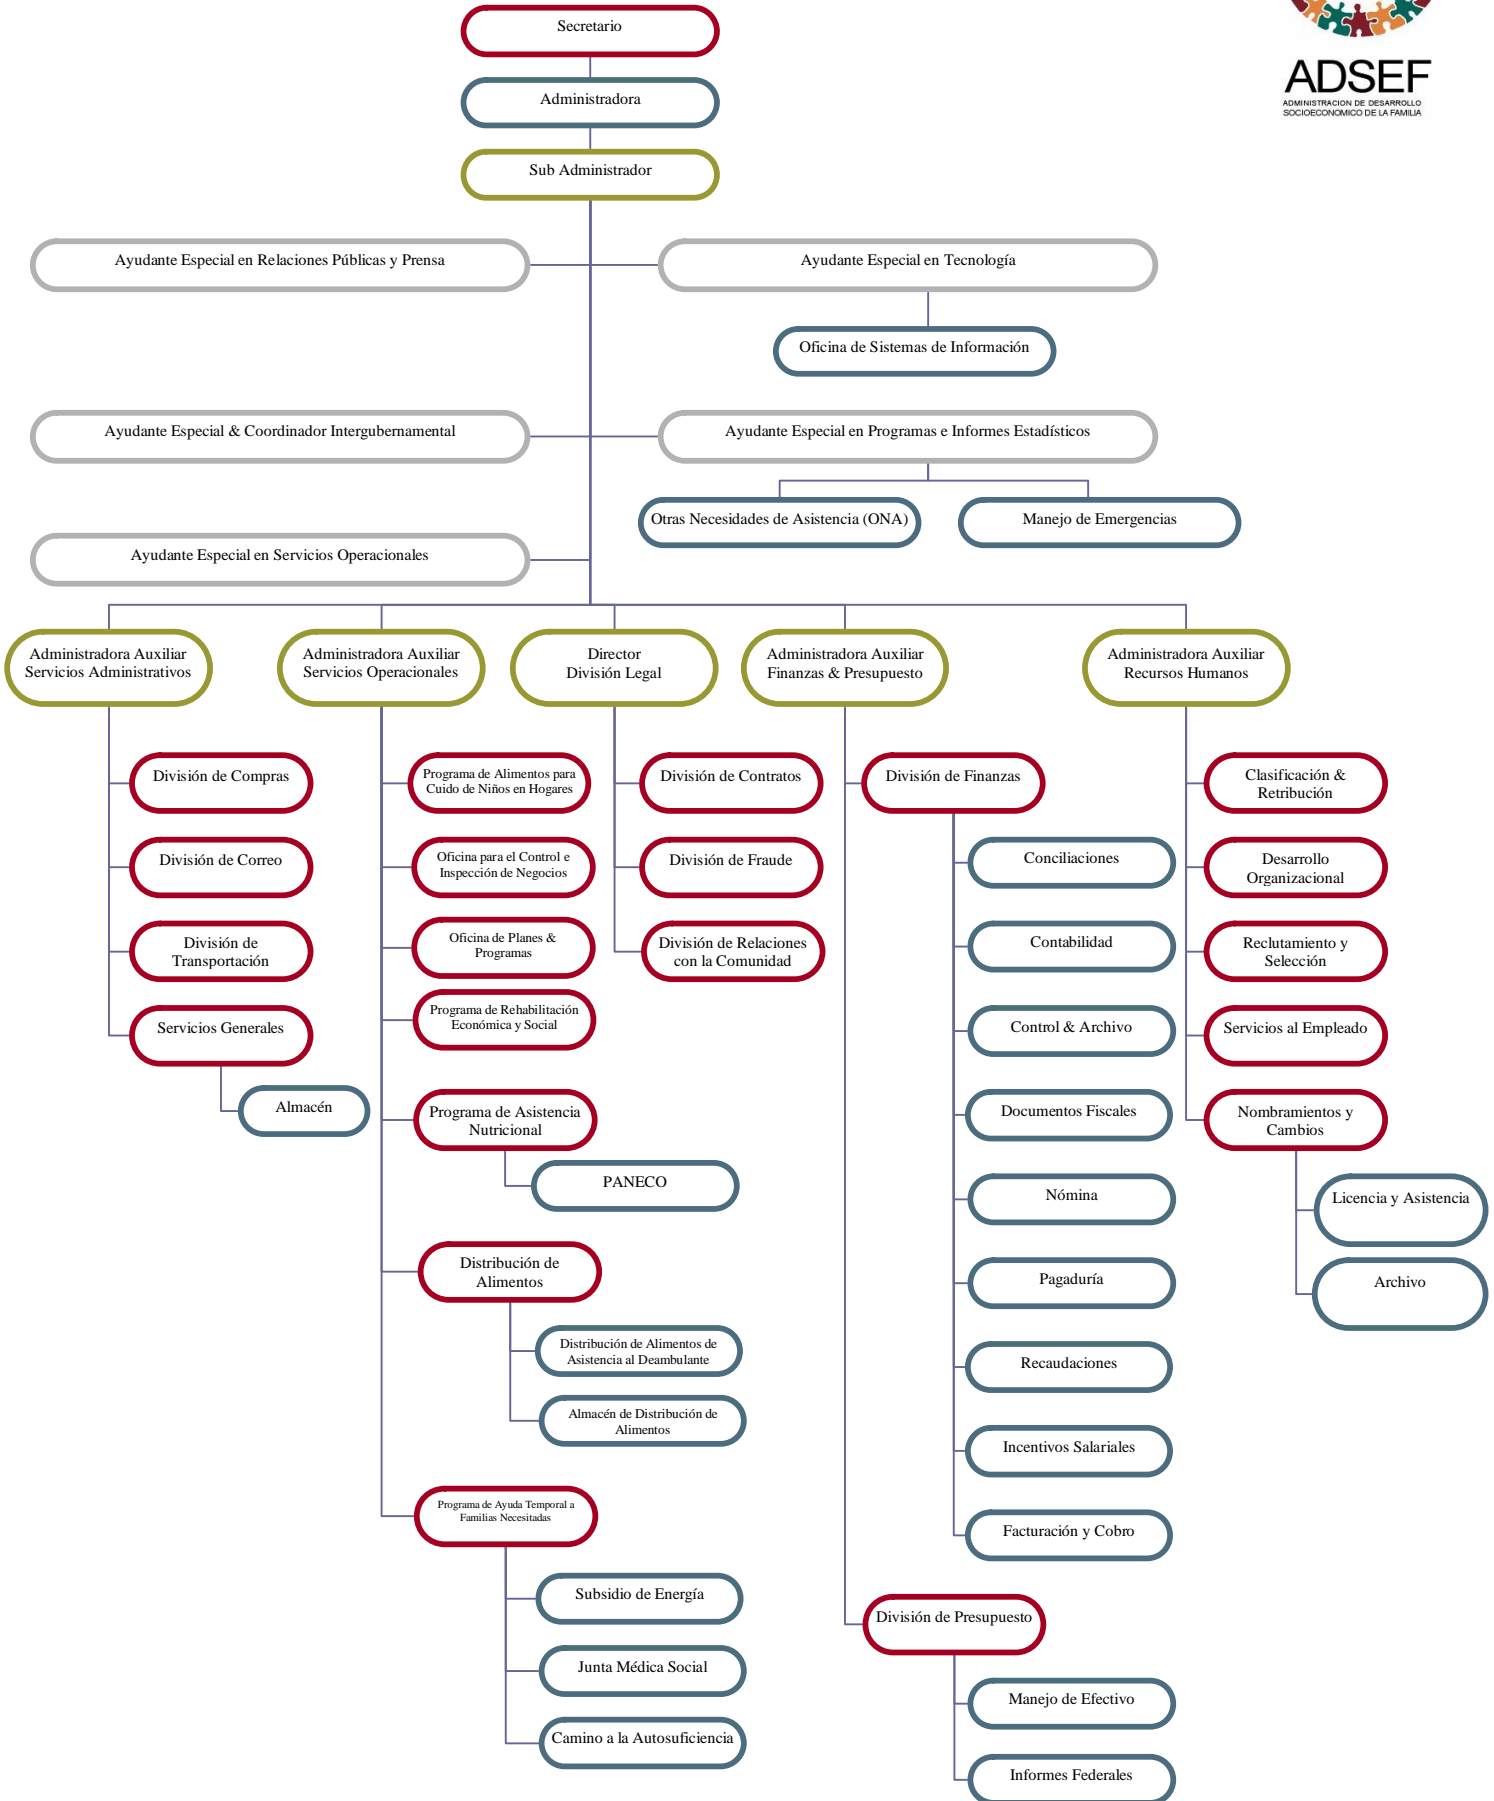 Secretario
ADSEF
ADMINISTRACION DE DESARROLLO
SOCIOECONOMICO DE LA FAMILIA
Administradora
Sub Administrador
Ayudante Especial en Relaciones Públicas y Prensa
Ayudante Especial en Tecnología
Oficina de Sistemas de Información
Ayudante Especial & Coordinador Intergubernamental
Ayudante Especial en Programas e Informes Estadísticos
Otras Necesidades de Asistencia (ONA)
Manejo de Emergencias
Ayudante Especial en Servicios Operacionales
Administradora Auxiliar
Servicios Administrativos
Administradora Auxiliar
Servicios Operacionales
Director
División Legal
Administradora Auxiliar
Finanzas & Presupuesto
Administradora Auxiliar
Recursos Humanos
División de Compras
División de Correo
División de
Transportación
Servicios Generales
Almacén
Programa de Alimentos para
Cuido de Niños en Hogares
Oficina para el Control e
Inspección de Negocios
Oficina de Planes &
Programas
Programa de Rehabilitación
Económica y Social
Programa de Asistencia
Nutricional
PANECO
Distribución de
Alimentos
Distribución de Alimentos de
Asistencia al Deambulante
Almacén de Distribución de
Alimentos
Programa de Ayuda Temporal a
Familias Necesitadas
Subsidio de Energía
Junta Médica Social
Camino a la Autosuficiencia
División de Contratos
División de Fraude
División de Relaciones
con la Comunidad
División de Finanzas
Conciliaciones
Contabilidad
Control & Archivo
Documentos Fiscales
Nómina
Pagaduría
Recaudaciones
Incentivos Salariales
Facturación y Cobro
División de Presupuesto
Manejo de Efectivo
Informes Federales
Clasificación &
Retribución
Desarrollo
Organizacional
Reclutamiento y
Selección
Servicios al Empleado
Nombramientos y
Cambios
Licencia y Asistencia
Archivo